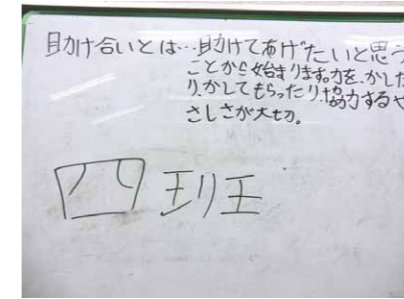 助け合いとは…助けてあげたいと思う
ことから始まります。力を、かした
り、かしてもらったり、協力するや
さしさが大切。
四班